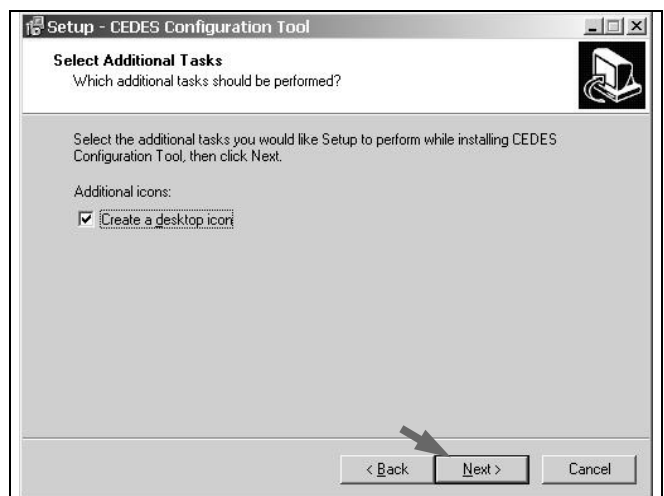 Setup - CEDES Configuration Tool
Select Additional Tasks
Which additional tasks should be performed?
Select the additional tasks you would like Setup to perform while installing CEDES
Configuration Tool, then click Next.
Additional icons:
Create a desktop icon
< Back Next > Cancel